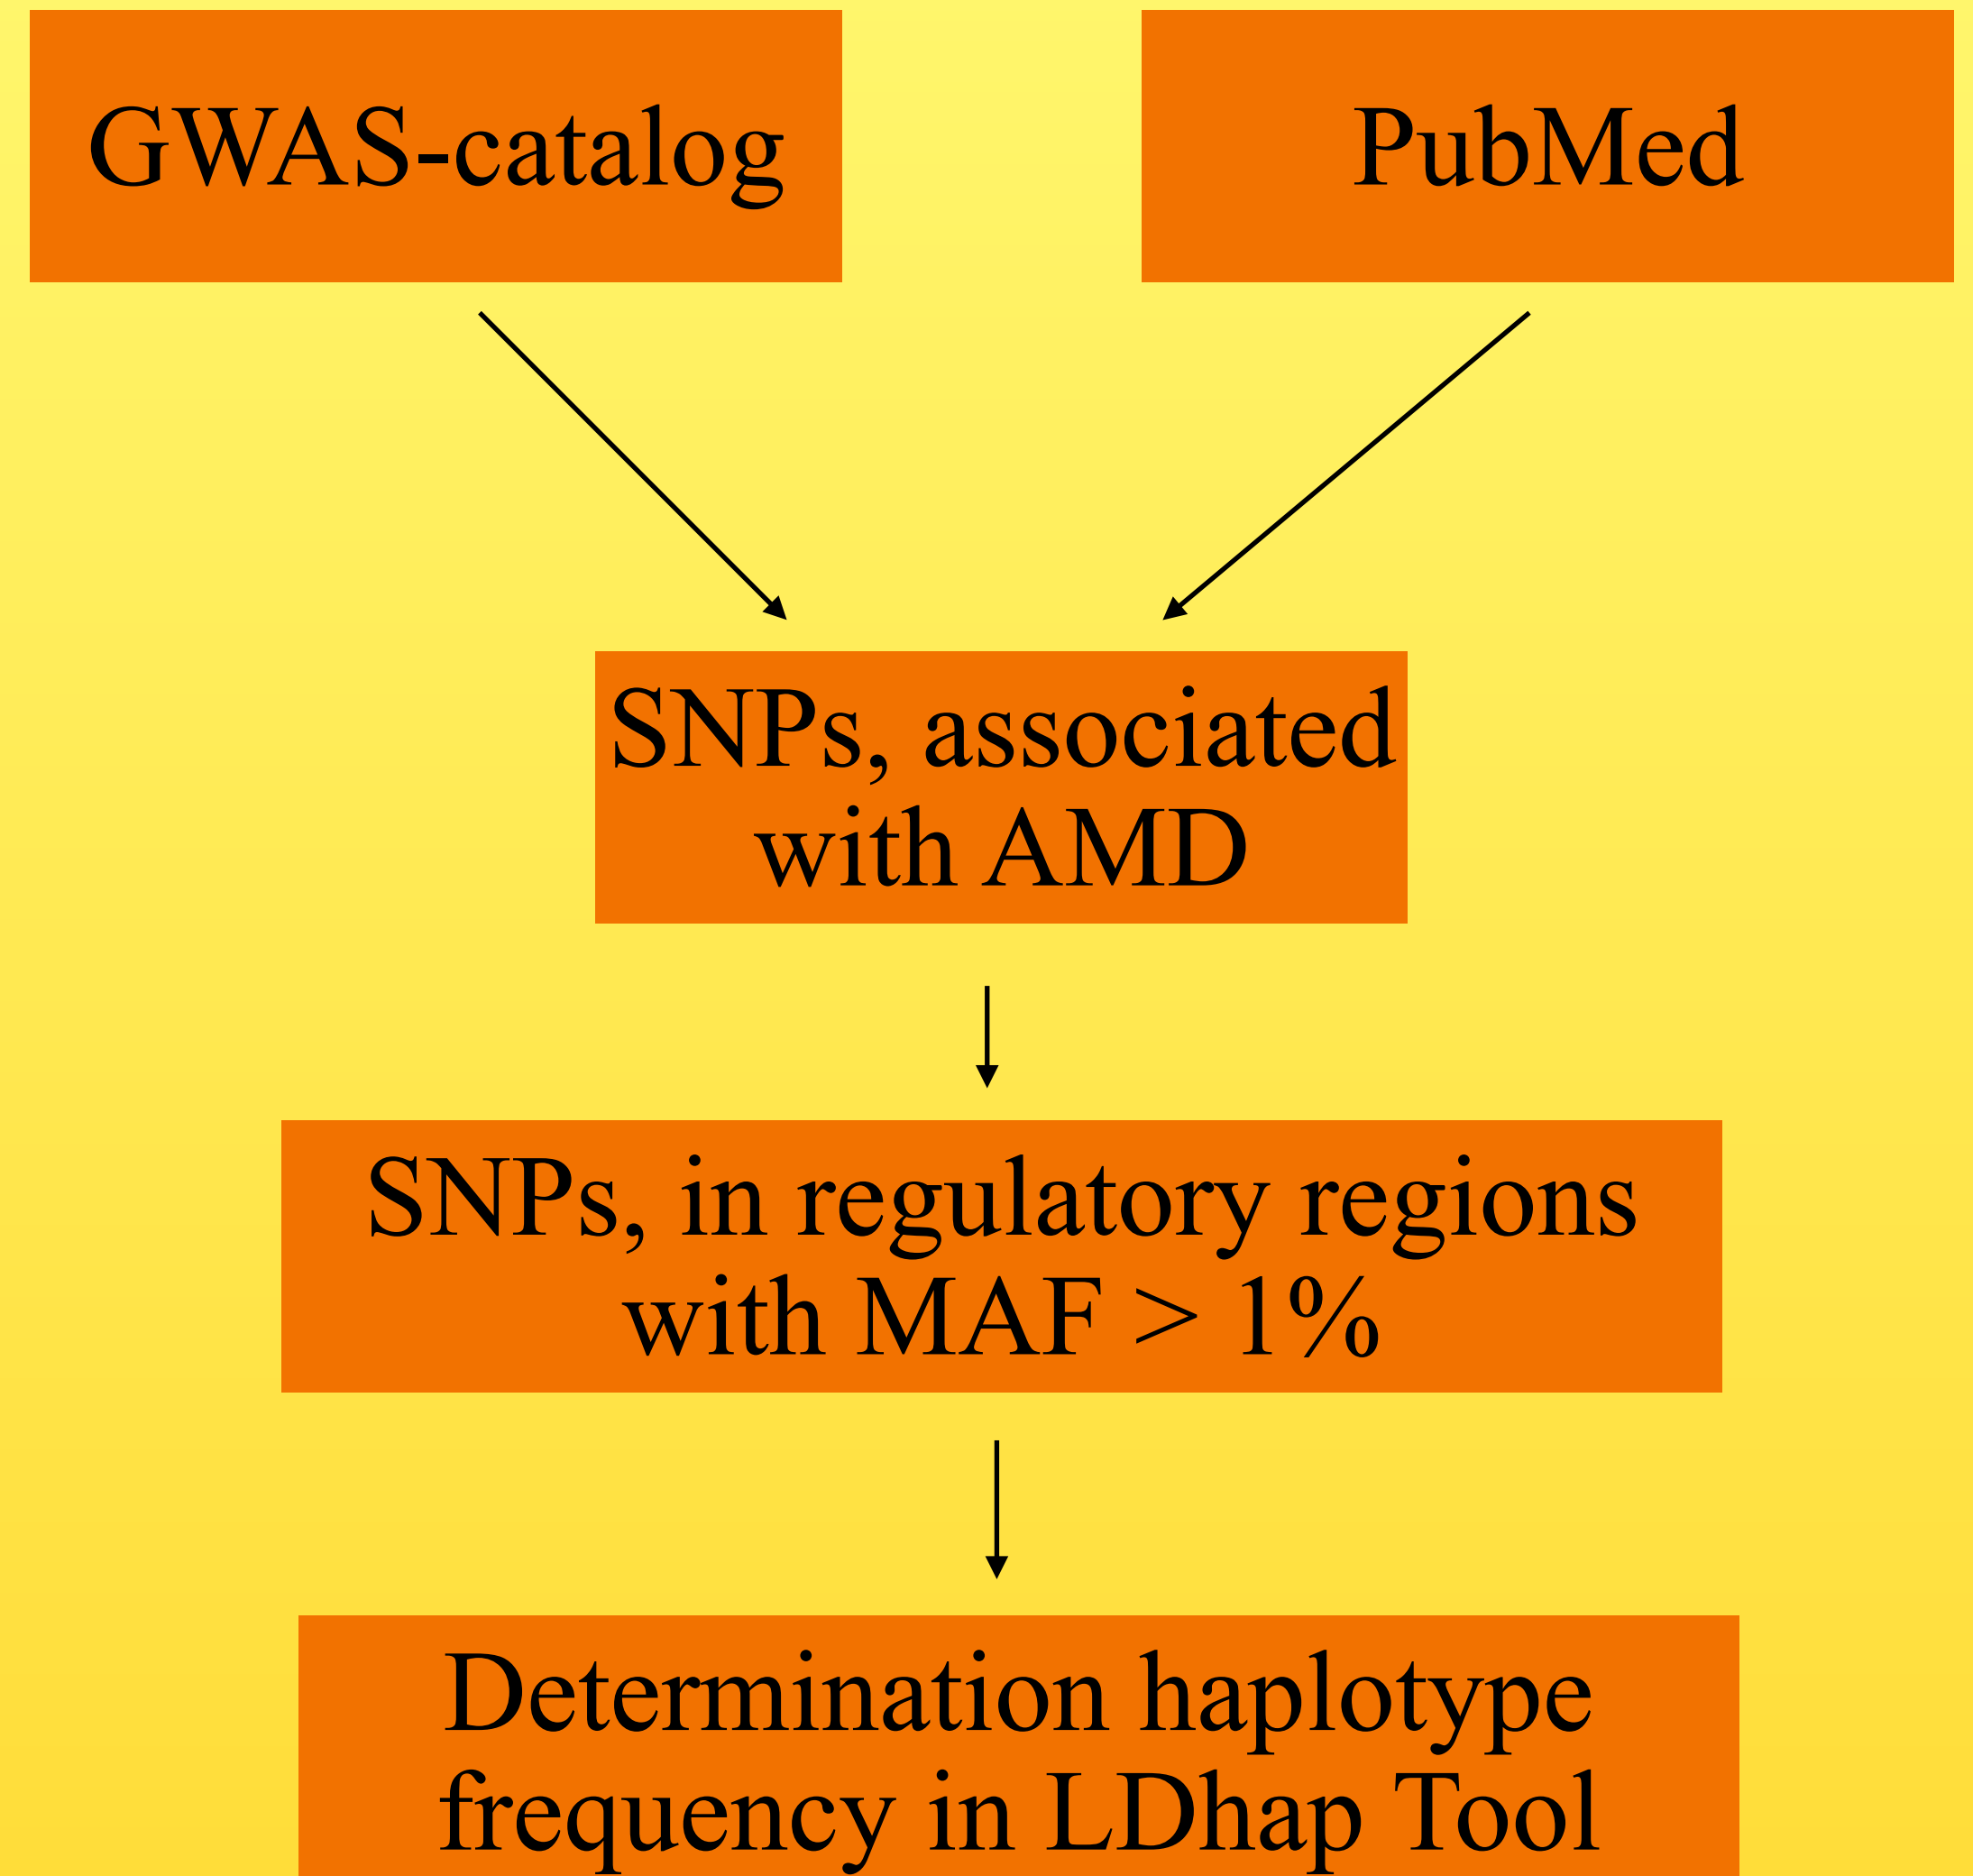 GWAS-catalog
PubMed
SNPs, associated
with AMD
SNPs, in regulatory regions
with MAF > 1%
Determination haplotype
frequency in LDhap Tool